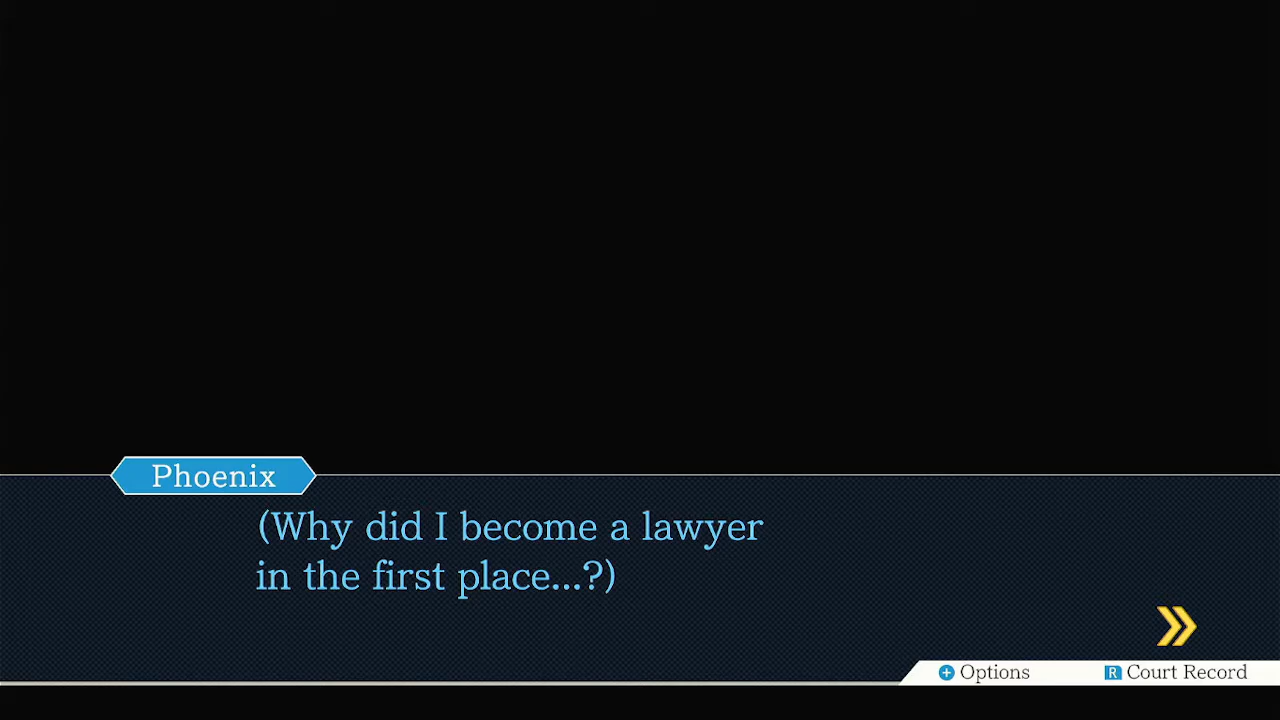 Phoenix
(Why did I become a lawyer
in the first place...?)
+ Options R Court Record